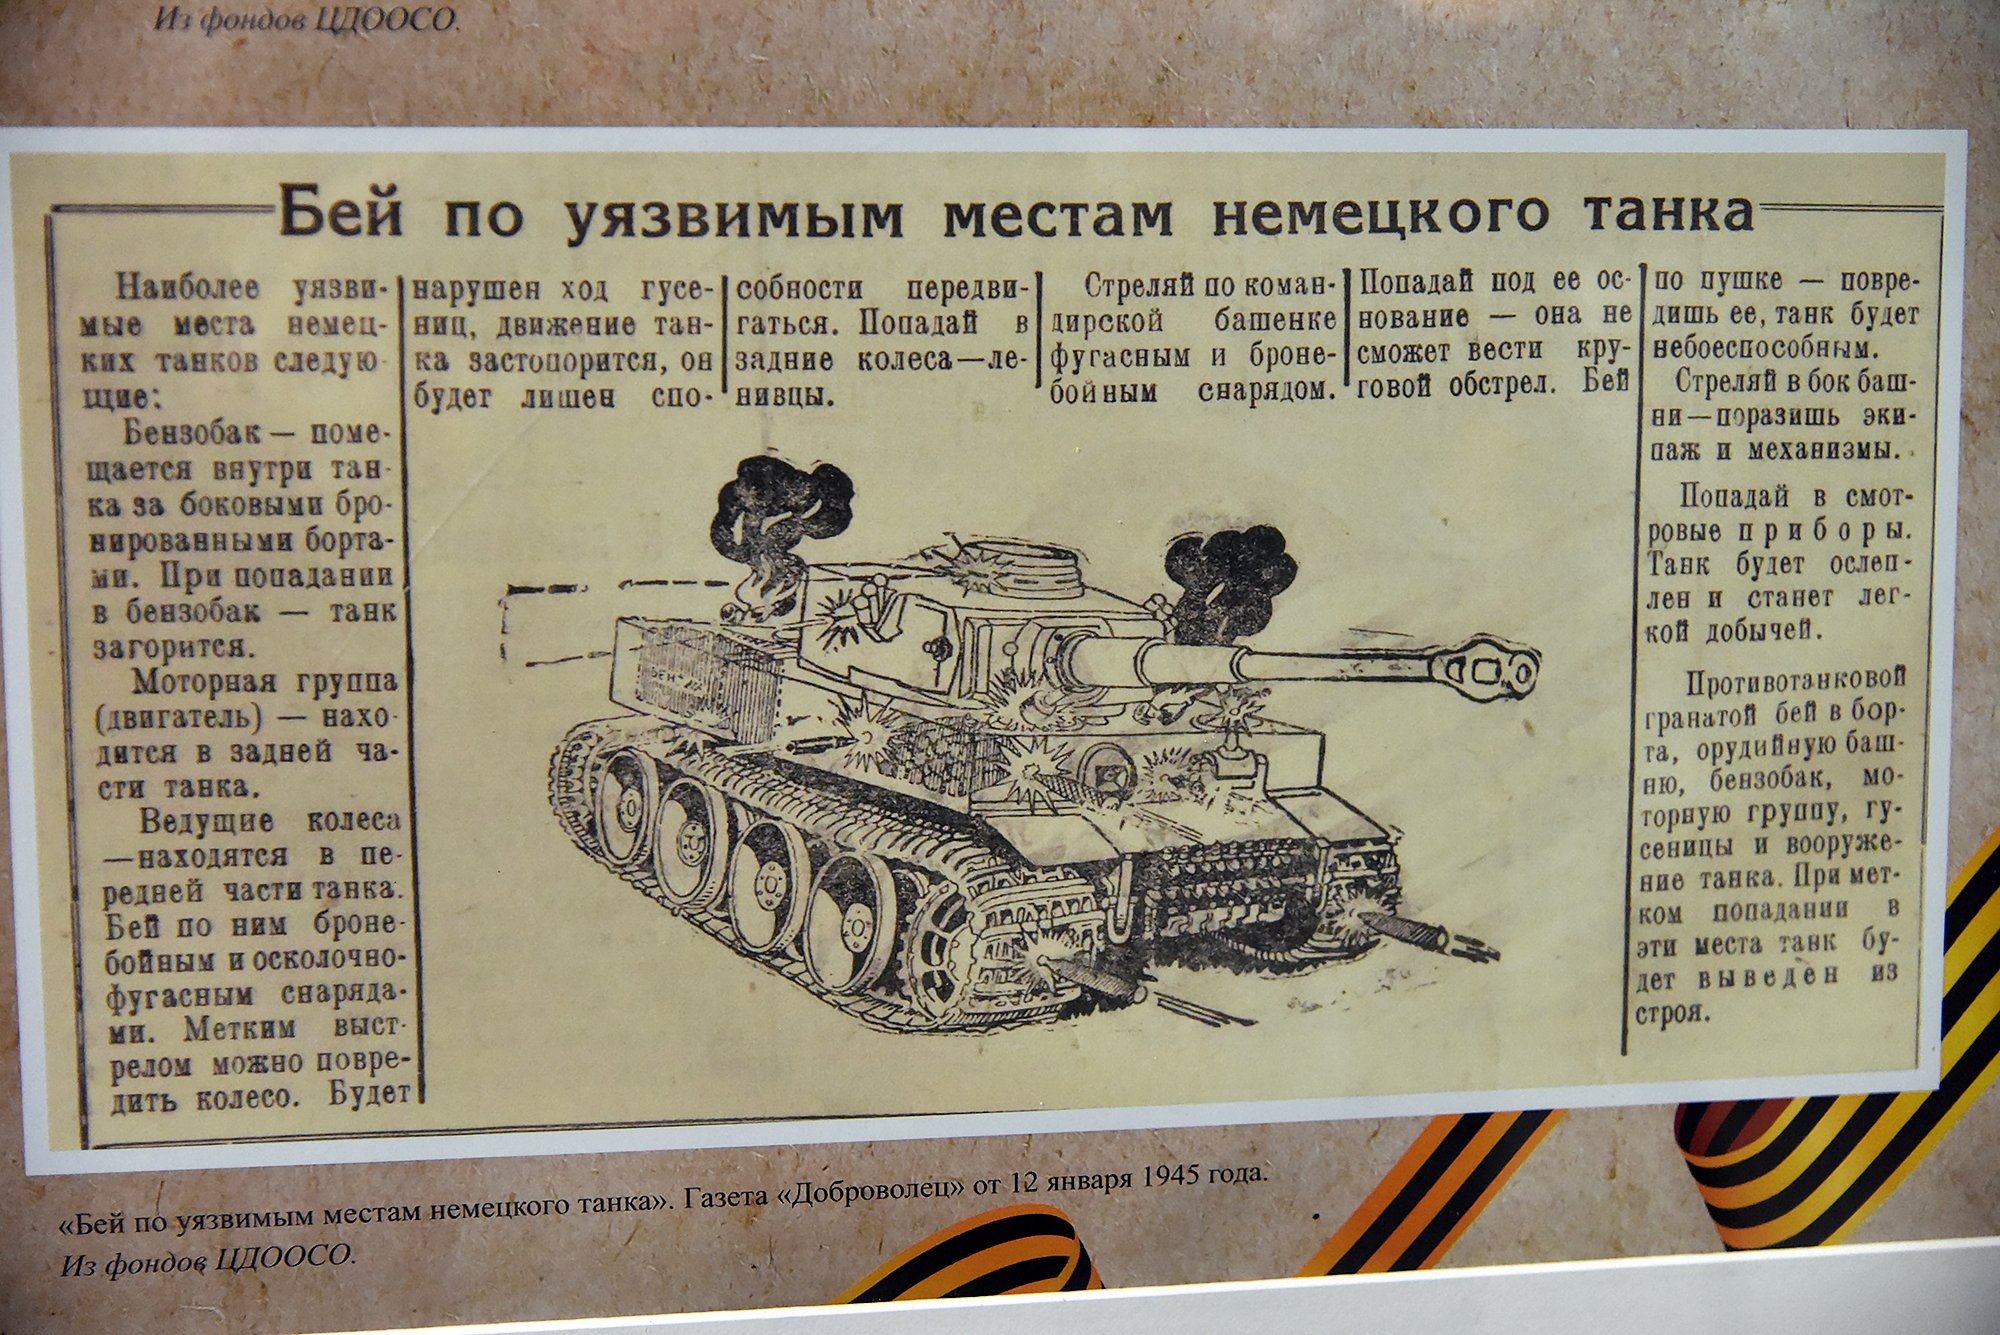 Из фондов ЦДООСО.
Бей по уязвимым местам немецкого танка
Наиболее уязви-
мые места немец-
ких танков следую
щие:
Бензобак — поме-
щается внутри тан-
ка за боковыми бро-
нированными борта-
ми. При попадании
в бензобак — танк
загорится.
Моторная группа
(двигатель) — нахо-
дится в задней ча-
сти танка.
Ведущие колеса
—находятся в пе-
редней части танка.
Бей по ним броне-
бойным и осколочно-
фугасным снаряда-
ми. Метким выст-
релом можно повре-
дить колесо. Будет
нарушен ход гусе-
ниц, движение тан-
ка застопорится, он
будет лишен спо-
собности передви-
гаться. Попадай в
задние колеса—ле-
нивцы.
Стреляй по коман-
дирской башенке
фугасным и броне-
бойным снарядом.
Попадай под ее ос-
нование — она не
сможет вести кру-
говой обстрел. Бей
по пушке — повре-
дишь ее, танк будет
небоеспособным.
Стреляй в бок баш-
ни—поразишь эки-
паж и механизмы.
Попадай в смот-
ровые приборы.
Танк будет ослеп-
лен и станет лег-
кой добычей.
Противотанковой
гранатой бей в бор-
та, орудийную баш-
ню, бензобак, мо-
торную группу, гу-
сеницы и вооруже-
ние танка. При мет-
ком попадании в
эти места танк бу-
дет выведен из
строя.
«Бей по уязвимым местам немецкого танка». Газета «Доброволец» от 12 января 1945 года.
Из фондов ЦДООСО.